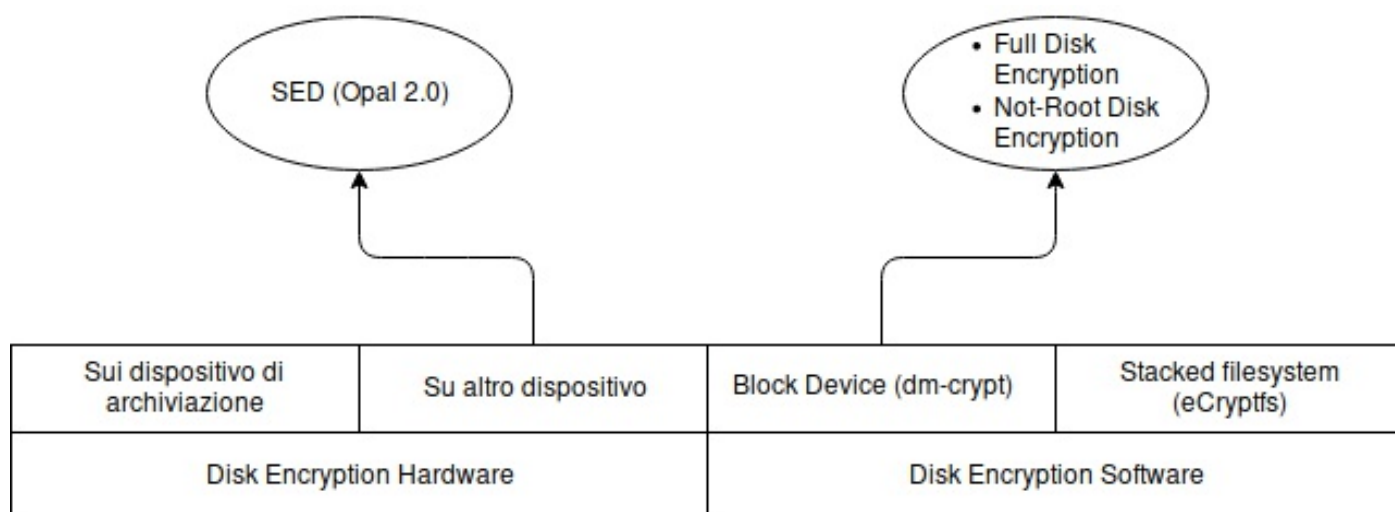 SED (Opal 2.0)
• Full Disk
Encryption
• Not-Root Disk
Encryption
Sui dispositivo di
archiviazione
Su altro dispositivo
Block Device (dm-crypt)
Stacked filesystem
(eCryptfs)
Disk Encryption Hardware
Disk Encryption Software